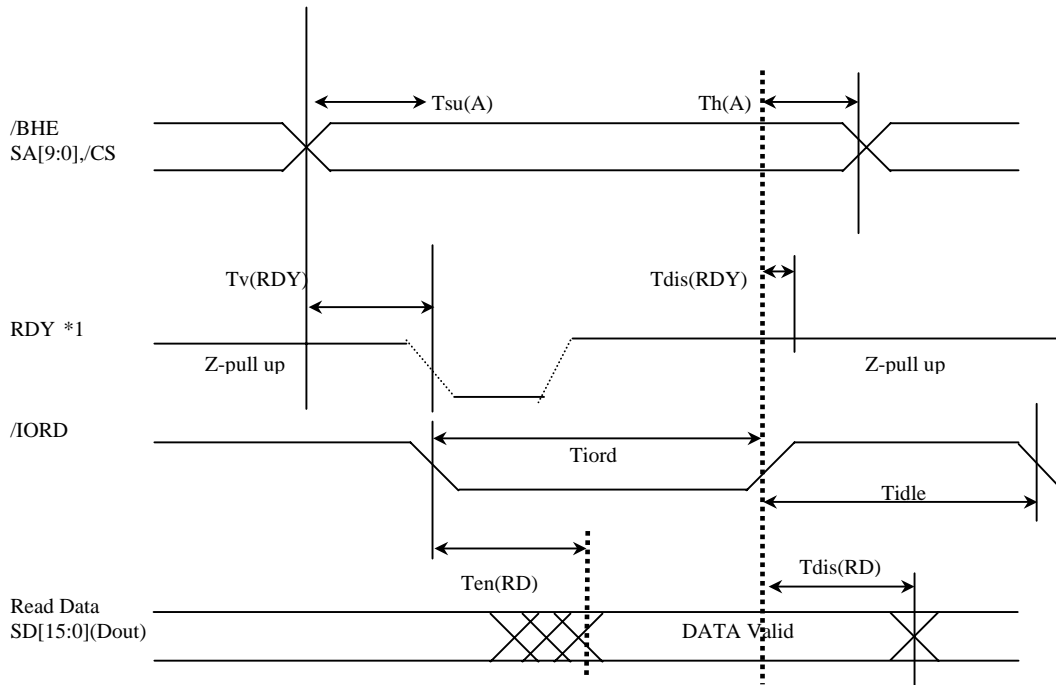 Tsu(A) Th(A)
/BHE
SA[9:0],/CS
Tv(RDY) Tdis(RDY)
RDY *1
Z-pull up Z-pull up
/IORD
Tiord
Tidle
Ten(RD) Tdis(RD)
Read Data
SD[15:0](Dout) DATA Valid